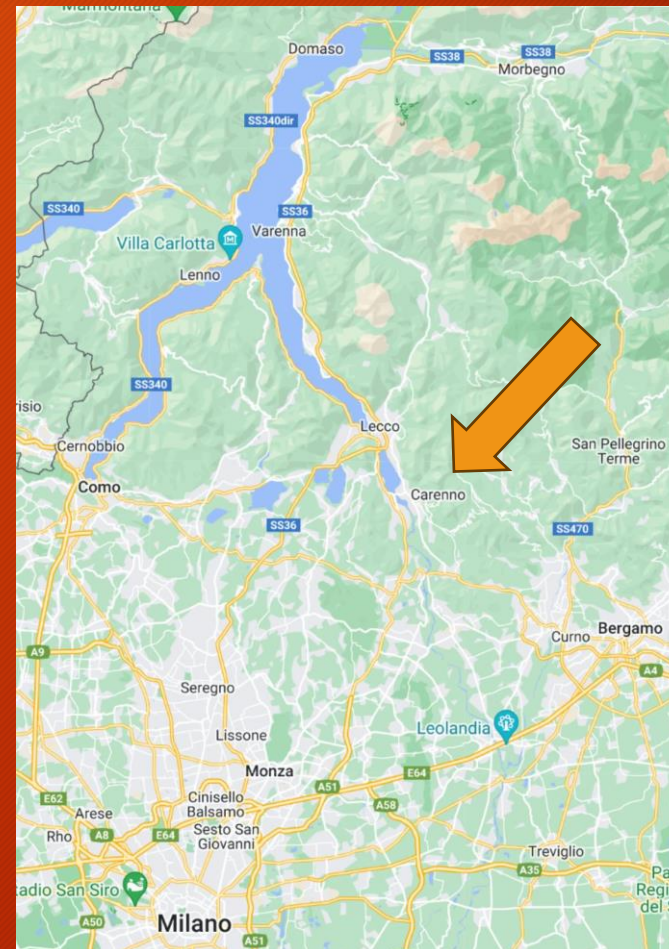 Marmontana
Domaso
SS38
SS38
Morbegno
SS340dir
SS340
SS36
Villa Carlotta
Varenna
Lenno
SS340
Lecco
Cernobbio
San Pellegrino
Terme
Como
Carenno
SS36
SS470
Bergamo
Curno
A9
A4
Seregno
Leolandia
Lissone
Monza
E64
A51
E62
Cinisello
Balsamo
A58
Arese
Sesto San
Giovanni
Rho
A8
E64
Treviglio
A35
San Siro
A50
Milano
A51